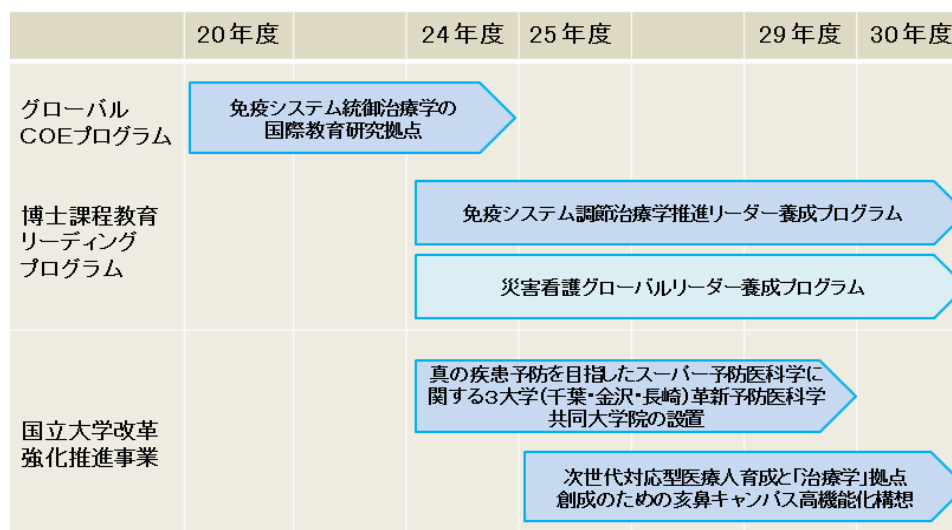 20年度 24年度 25年度 29年度 30年度
グローバル
COEプログラム
免疫システム統御治療学の
国際教育研究拠点
博士課程教育
リーディング
プログラム
免疫システム調節治療学推進リーダー養成プログラム
災害看護グローバルリーダー養成プログラム
国立大学改革
強化推進事業
真の疾患予防を目指したスーパー予防医科学に
関する3大学(千葉・金沢・長崎)革新予防医科学
共同大学院の設置
次世代対応型医療人育成と「治療学」拠点
創成のための亥鼻キャンパス高機能化構想